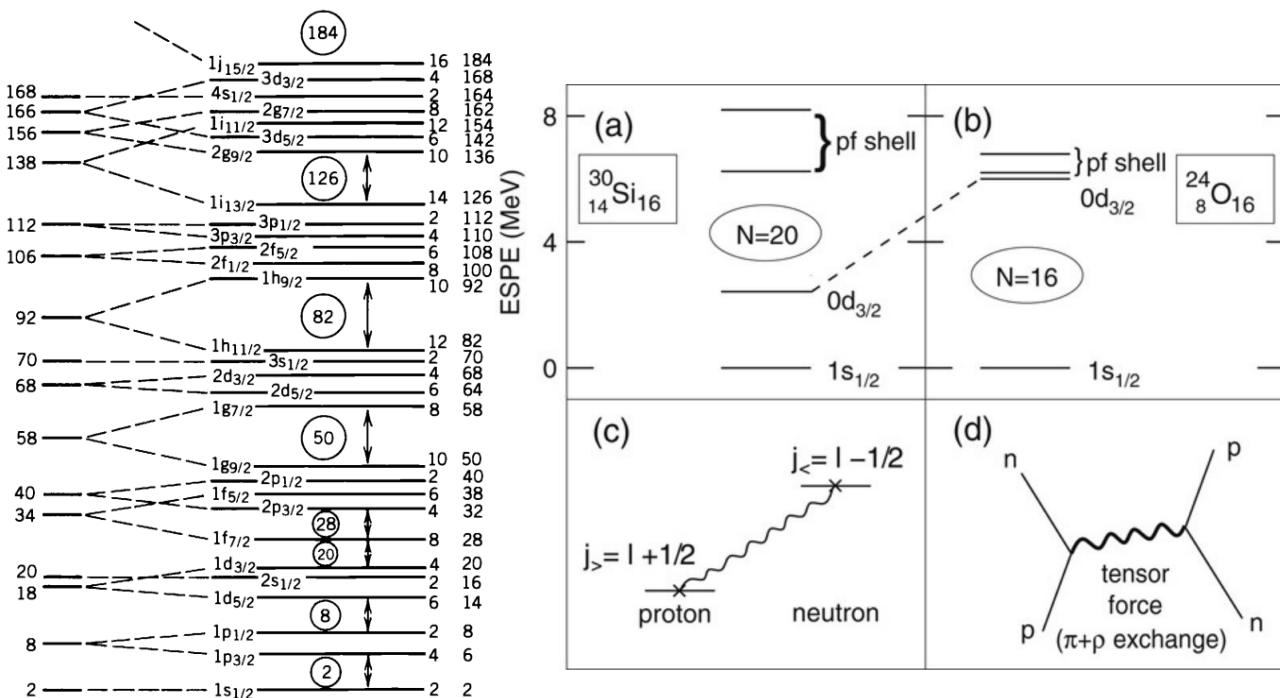 184
1j15/2 16 184
3d3/2 4 168
168 4s1/2 2 164
166 2g7/2 8 162
1i11/2 12 154
156 3d5/2 6 142
2g9/2 10 136
138
126
1i13/2 14 126
112 3p1/2 2 112
3p3/2 4 110
2f5/2 6 108
106 2f1/2 8 100
1h9/2 10 92
92 82
1h11/2 12 82
70 3s1/2 2 70
68 2d3/2 4 68
2d5/2 6 64
1g7/2 8 58
58 50
1g9/2 10 50
2p1/2 2 40
40 1f5/2 6 38
34 2p3/2 4 32
28
1f7/2 8 28
20
1d3/2 4 20
20 2s1/2 2 16
18 1d5/2 6 14
8
1p1/2 2 8
8
1p3/2 4 6
2
2 1s1/2 2 2
ESPE (MeV)
8
4
0
(a)
pf shell
30 14 Si 16
N=20
0d3/2
1s1/2
(b)
pf shell
0d3/2
24 8 O 16
N=16
1s1/2
(c)
j< = l −1/2
j> = l +1/2
proton neutron
(d)
n p
tensor
force
(π+ρ exchange)
p n